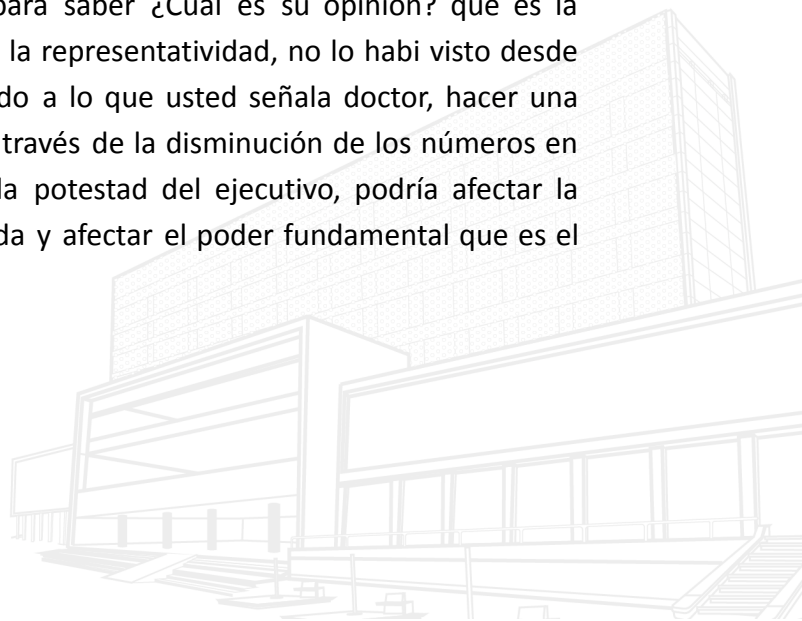 para saber ¿Cuál es su opinión? que es la
la representatividad, no lo habi visto desde
do a lo que usted señala doctor, hacer una
través de la disminución de los números en
la potestad del ejecutivo, podría afectar la
da y afectar el poder fundamental que es el